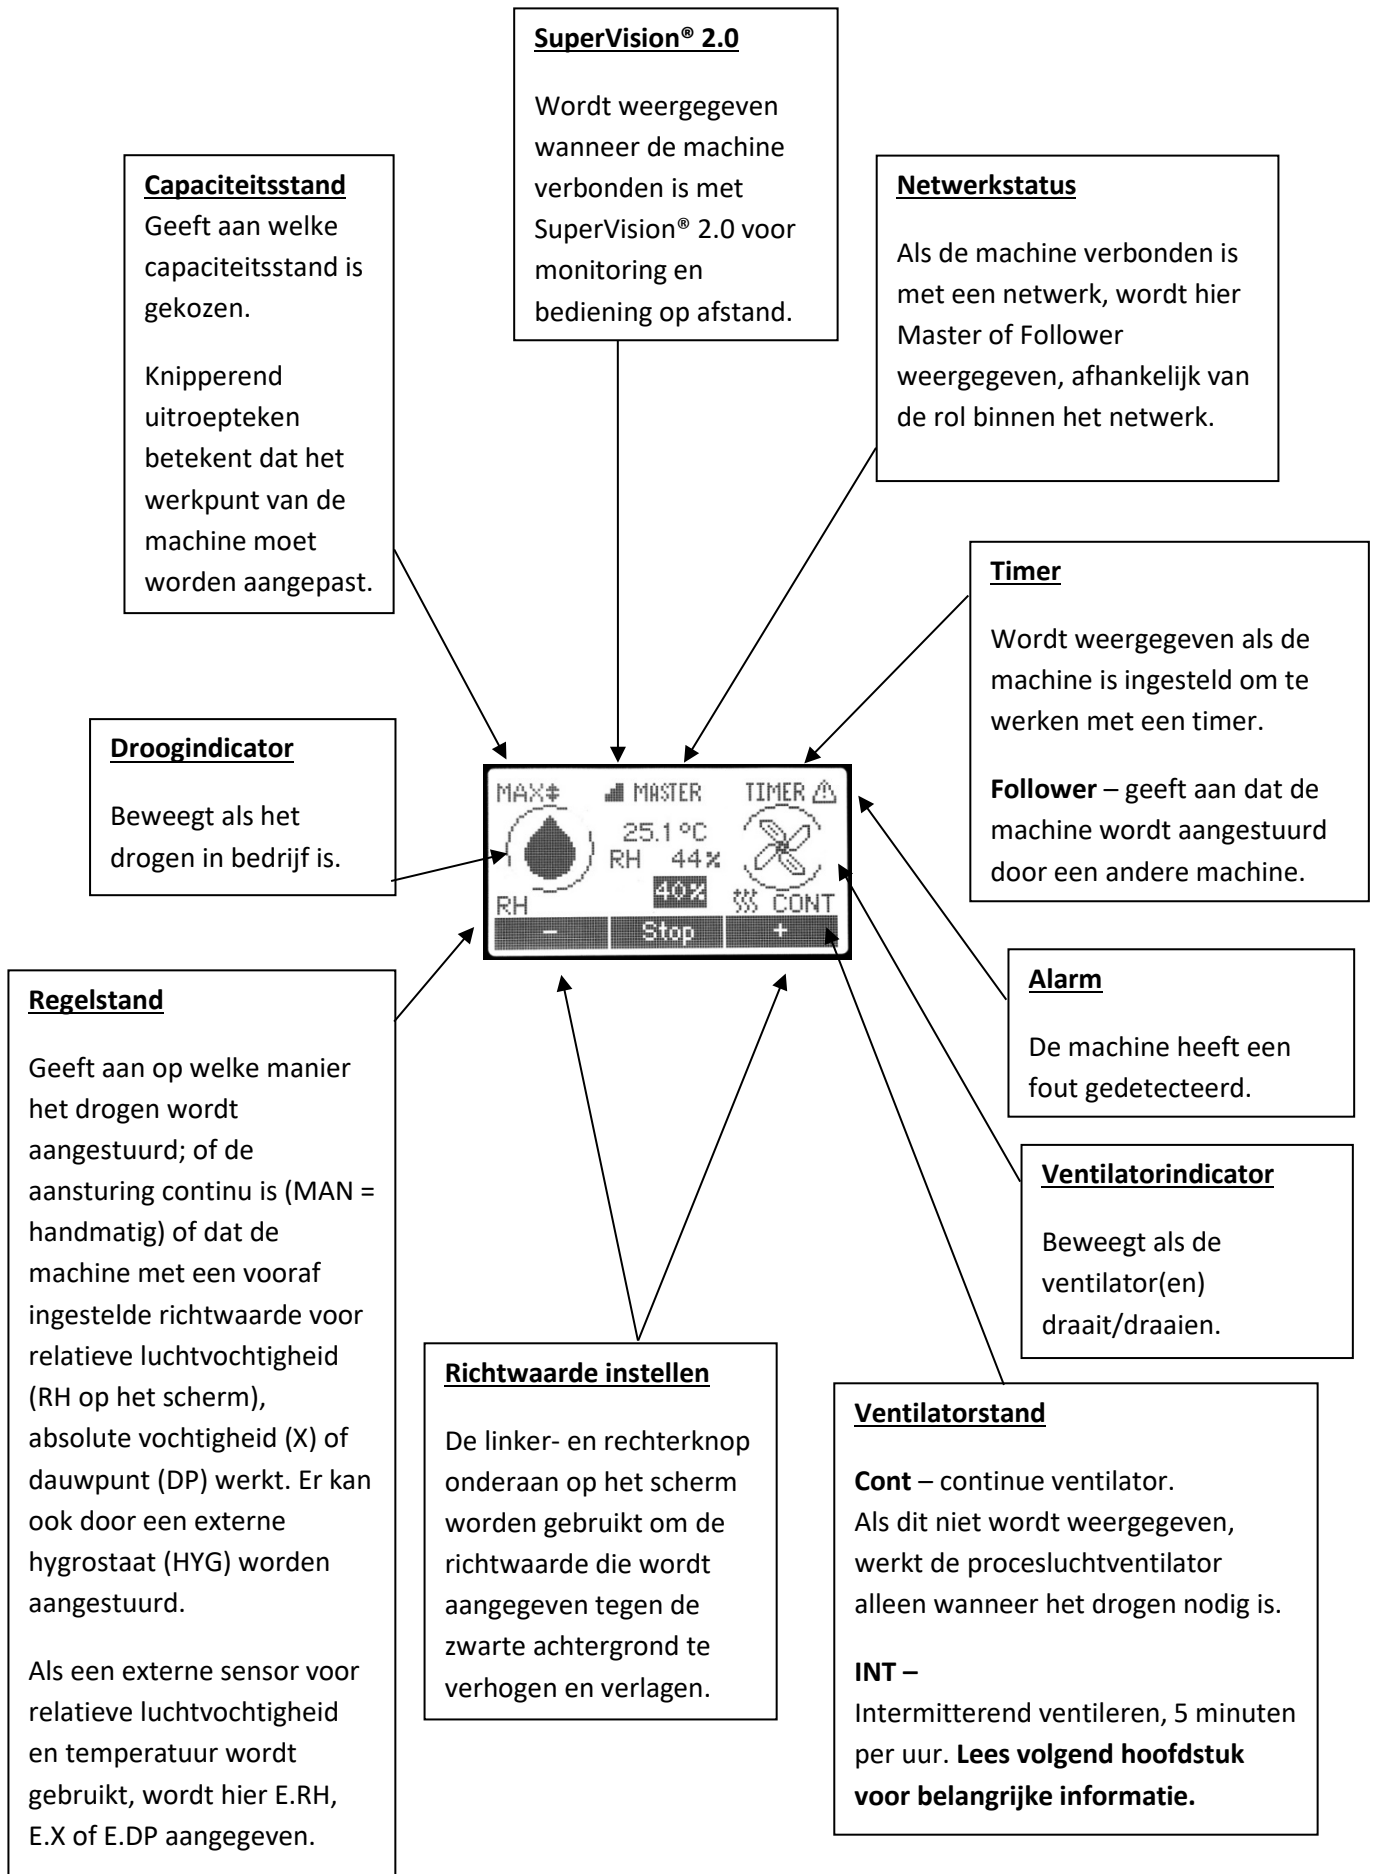 SuperVision® 2.0
Wordt weergegeven
wanneer de machine
verbonden is met
SuperVision® 2.0 voor
monitoring en
bediening op afstand.
Capaciteitsstand
Geeft aan welke
capaciteitsstand is
gekozen.
Knipperend
uitroepteken
betekent dat het
werkpunt van de
machine moet
worden aangepast.
Netwerkstatus
Als de machine verbonden is
met een netwerk, wordt hier
Master of Follower
weergegeven, afhankelijk van
de rol binnen het netwerk.
Timer
Wordt weergegeven als de
machine is ingesteld om te
werken met een timer.
Follower – geeft aan dat de
machine wordt aangestuurd
door een andere machine.
Droogindicator
Beweegt als het
drogen in bedrijf is.
MAX MASTER TIMER
25.1 °C
RH 44%
40%
RH CONT
- Stop +
Alarm
De machine heeft een
fout gedetecteerd.
Regelstand
Geeft aan op welke manier
het drogen wordt
aangestuurd; of de
aansturing continu is (MAN =
handmatig) of dat de
machine met een vooraf
ingestelde richtwaarde voor
relatieve luchtvochtigheid
(RH op het scherm),
absolute vochtigheid (X) of
dauwpunt (DP) werkt. Er kan
ook door een externe
hygrostaat (HYG) worden
aangestuurd.
Als een externe sensor voor
relatieve luchtvochtigheid
en temperatuur wordt
gebruikt, wordt hier E.RH,
E.X of E.DP aangegeven.
Ventilatorindicator
Beweegt als de
ventilator(en)
draait/draaien.
Richtwaarde instellen
De linker- en rechterknop
onderaan op het scherm
worden gebruikt om de
richtwaarde die wordt
aangegeven tegen de
zwarte achtergrond te
verhogen en verlagen.
Ventilatorstand
Cont – continue ventilator.
Als dit niet wordt weergegeven,
werkt de procesluchtventilator
alleen wanneer het drogen nodig is.
INT –
Intermitterend ventileren, 5 minuten
per uur. Lees volgend hoofdstuk
voor belangrijke informatie.